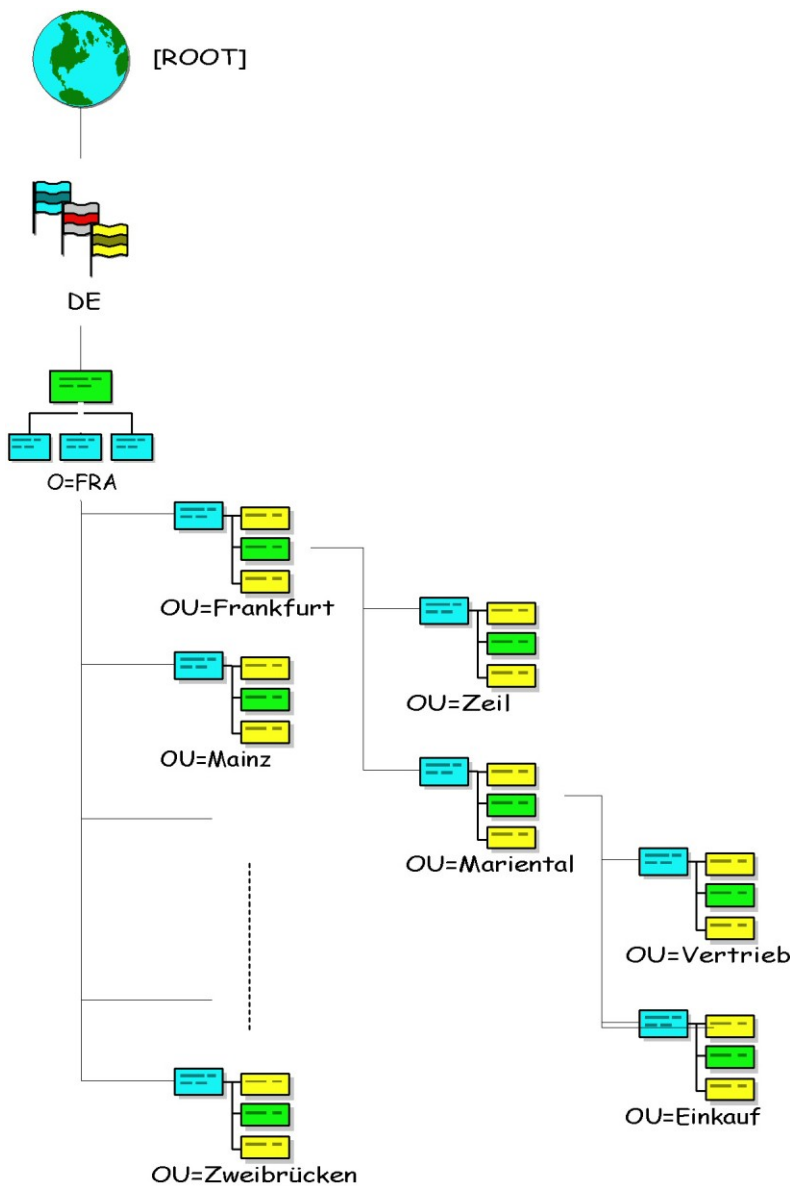 [ROOT]
DE
O=FRA
OU=Frankfurt
OU=Zeil
OU=Mainz
OU=Mariental
OU=Vertrieb
OU=Einkauf
OU=Zweibrücken